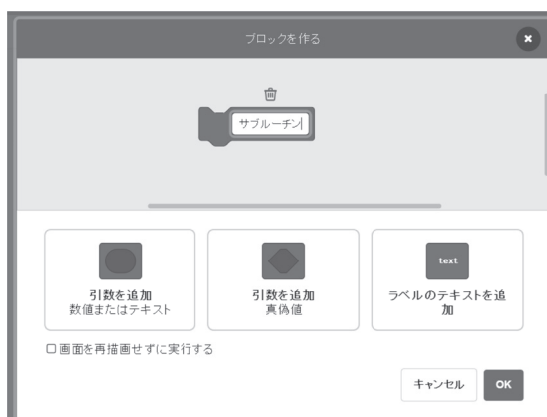 ブロックを作る
サブルーチン
text
引数を追加
数値またはテキスト
引数を追加
真偽値
ラベルのテキストを追
加
画面を再描画せずに実行する
キャンセル
OK